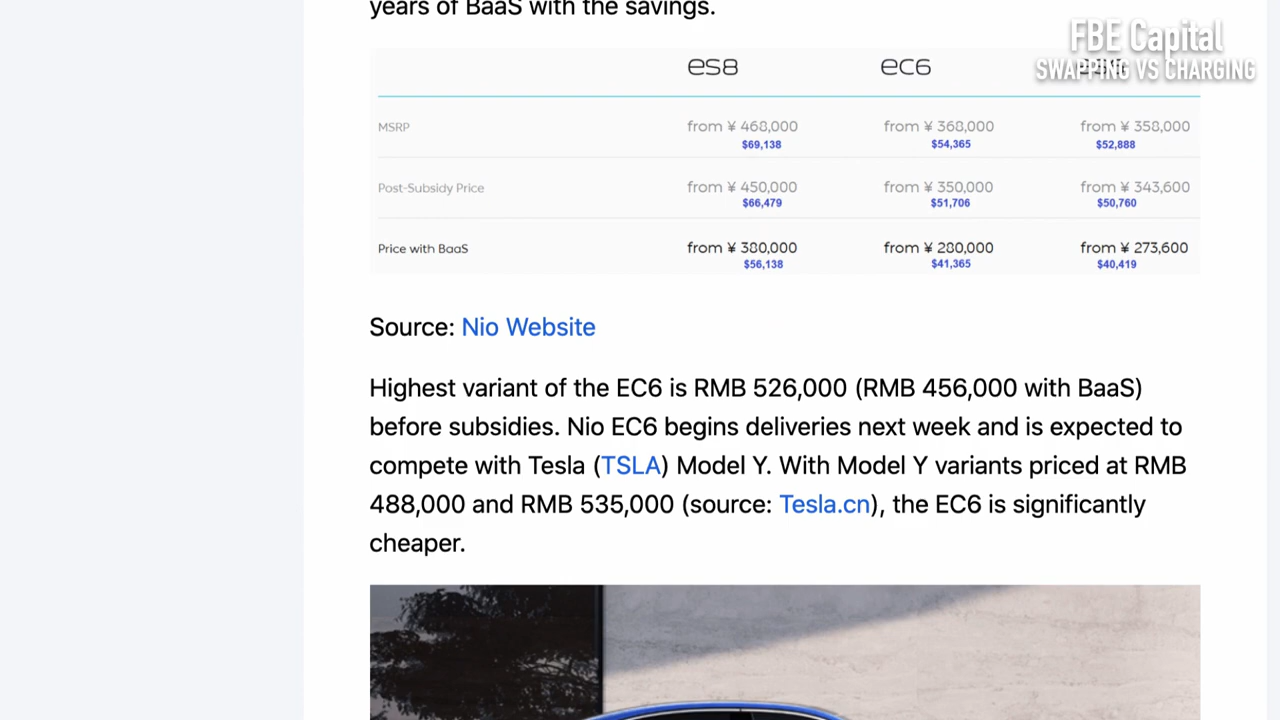 years of BaaS with the savings.
FBE Capital
SWAPPING VS CHARGING
es8 ec6
MSRP from ¥ 468,000 from ¥ 368,000 from ¥ 358,000
$69,138 $54,365 $52,888
Post-Subsidy Price from ¥ 450,000 from ¥ 350,000 from ¥ 343,600
$66,479 $51,706 $50,760
Price with BaaS from ¥ 380,000 from ¥ 280,000 from ¥ 273,600
$56,138 $41,365 $40,419
Source: Nio Website
Highest variant of the EC6 is RMB 526,000 (RMB 456,000 with BaaS)
before subsidies. Nio EC6 begins deliveries next week and is expected to
compete with Tesla (TSLA) Model Y. With Model Y variants priced at RMB
488,000 and RMB 535,000 (source: Tesla.cn), the EC6 is significantly
cheaper.